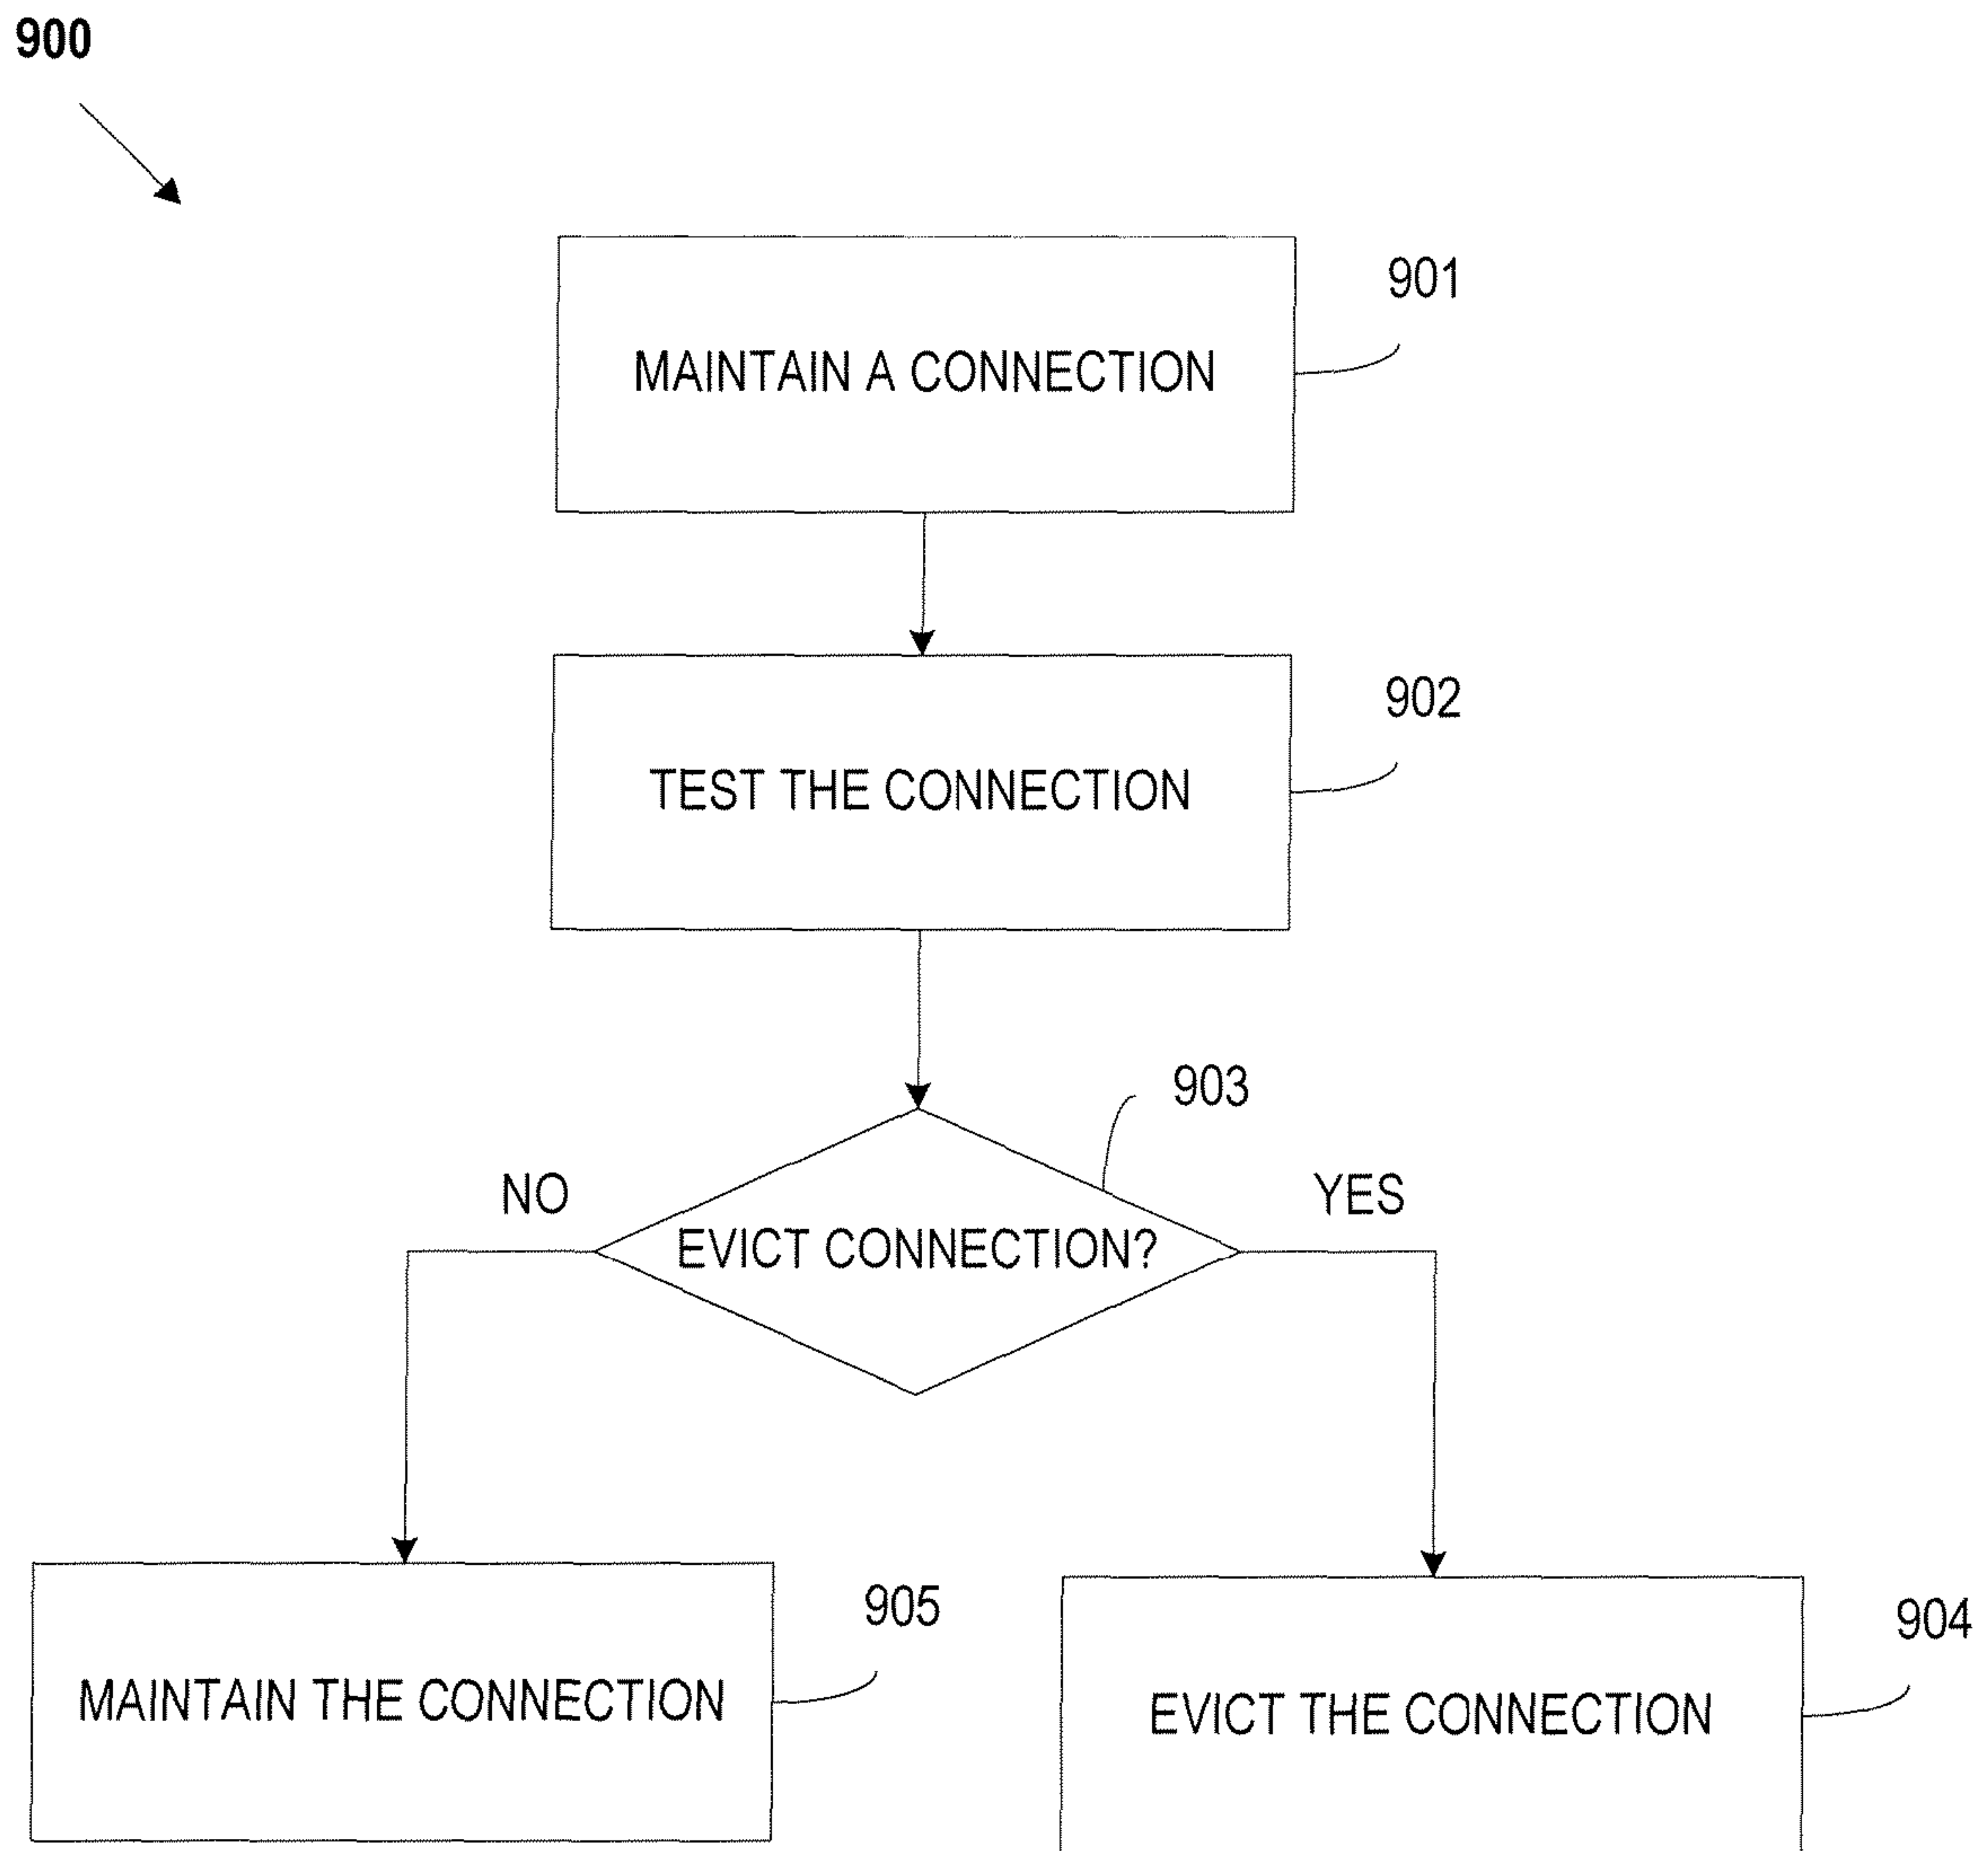 900
MAINTAIN A CONNECTION
901
TEST THE CONNECTION
902
903
NO
EVICT CONNECTION?
YES
MAINTAIN THE CONNECTION
905
EVICT THE CONNECTION
904